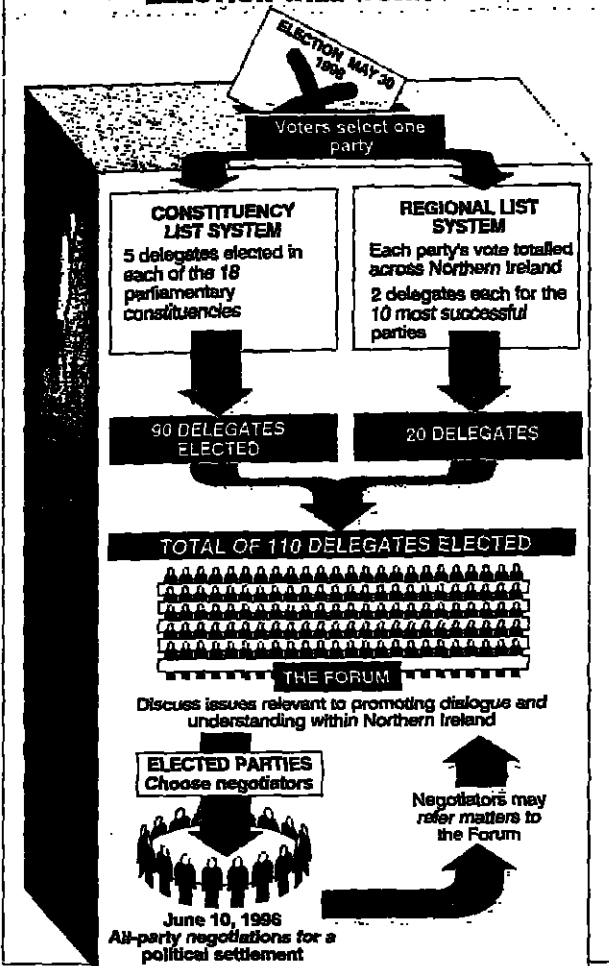 ELECTION MAY 30
1996
Voters select one
party
CONSTITUENCY
LIST SYSTEM
5 delegates elected in
each of the 18
parliamentary
constituencies
REGIONAL LIST
SYSTEM
Each party's vote totalled
across Northern Ireland
2 delegates each for the
10 most successful
parties
90 DELEGATES
ELECTED
20 DELEGATES
TOTAL OF 110 DELEGATES ELECTED
THE FORUM
Discuss issues relevant to promoting dialogue and
understanding within Northern Ireland
ELECTED PARTIES
Choose negotiators
Negotiators may
refer matters to
the Forum
June 10, 1996
All-party negotiations for a
political settlement